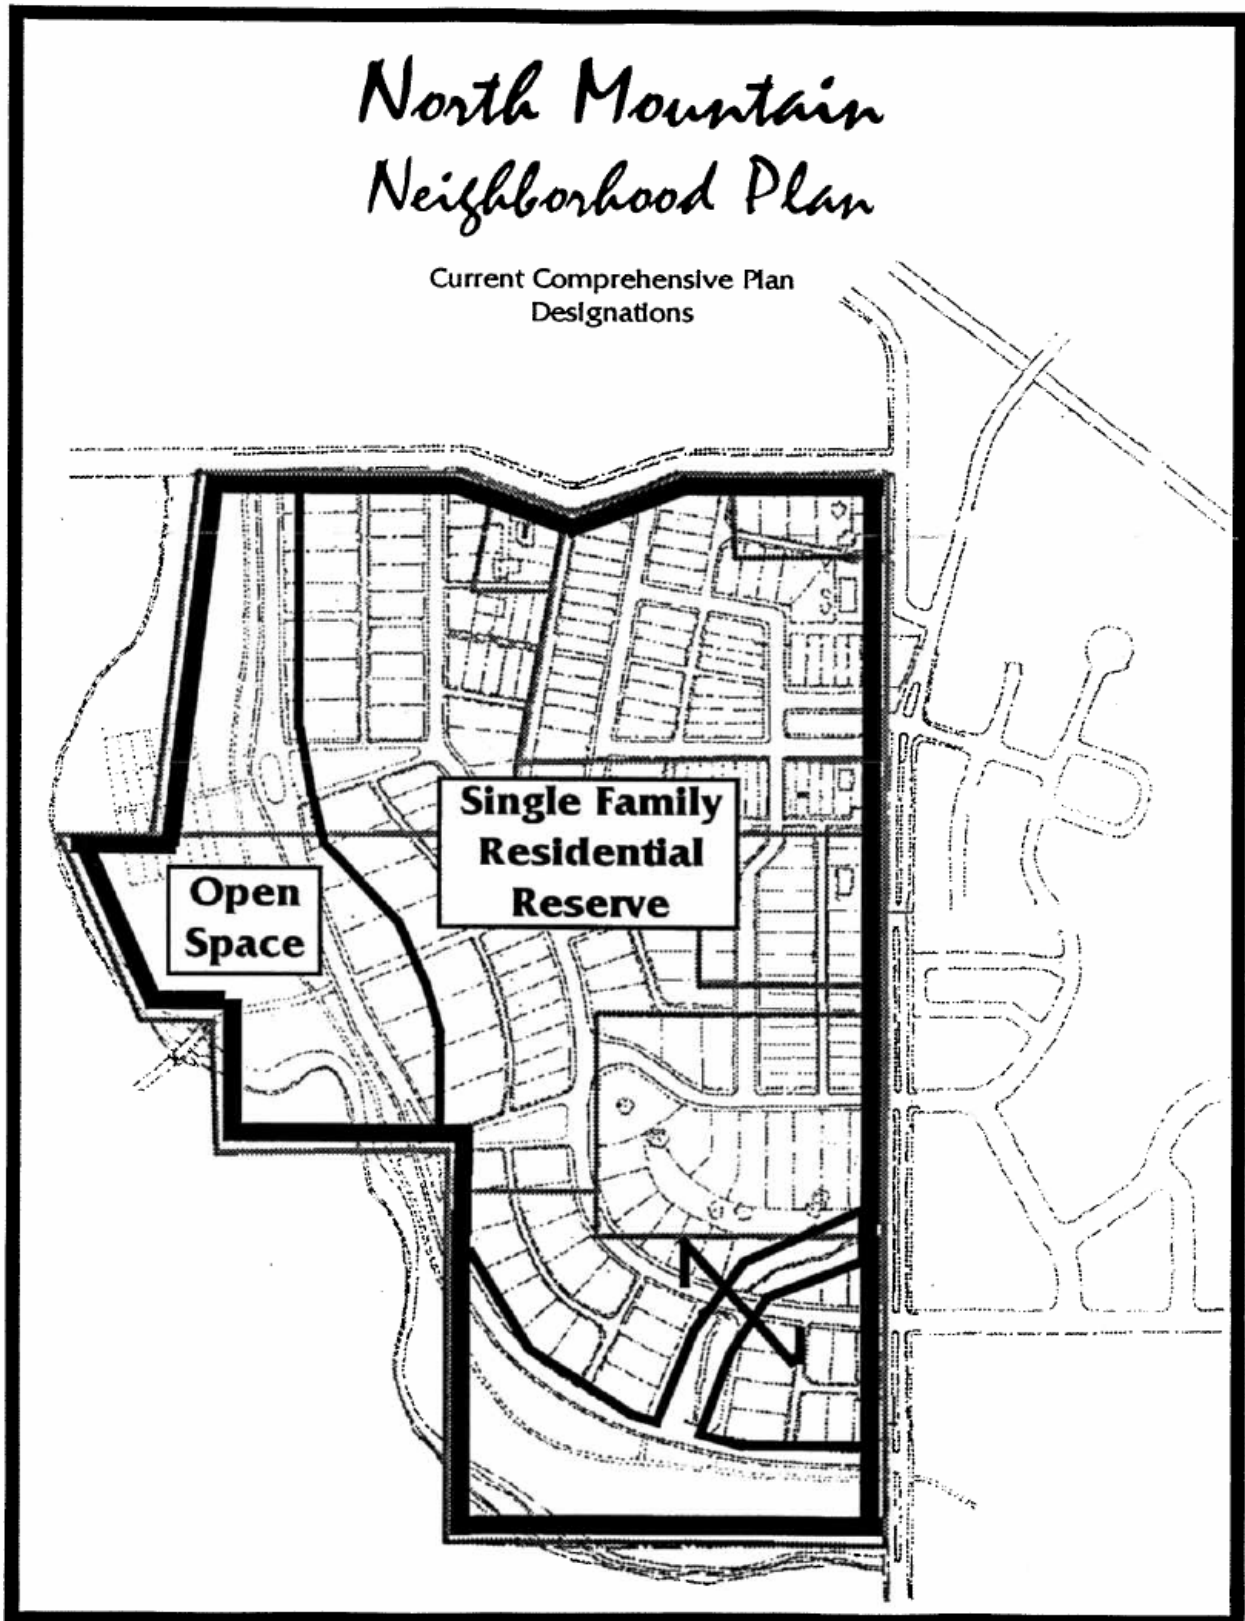 North Mountain
Neighborhood Plan
Current Comprehensive Plan
Designations
Single Family
Residential
Reserve
Open
Space